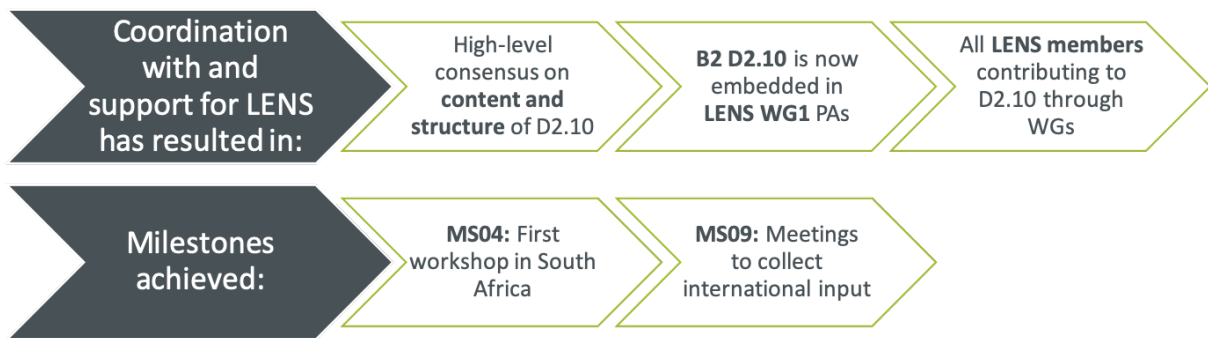 Coordination
with and
support for LENS
has resulted in:
High-level
consensus on
content and
structure of D2.10
B2 D2.10 is now
embedded in
LENS WG1 PAs
All LENS members
contributing to
D2.10 through
WGs
Milestones
achieved:
MS04: First
workshop in South
Africa
MS09: Meetings
to collect
international input